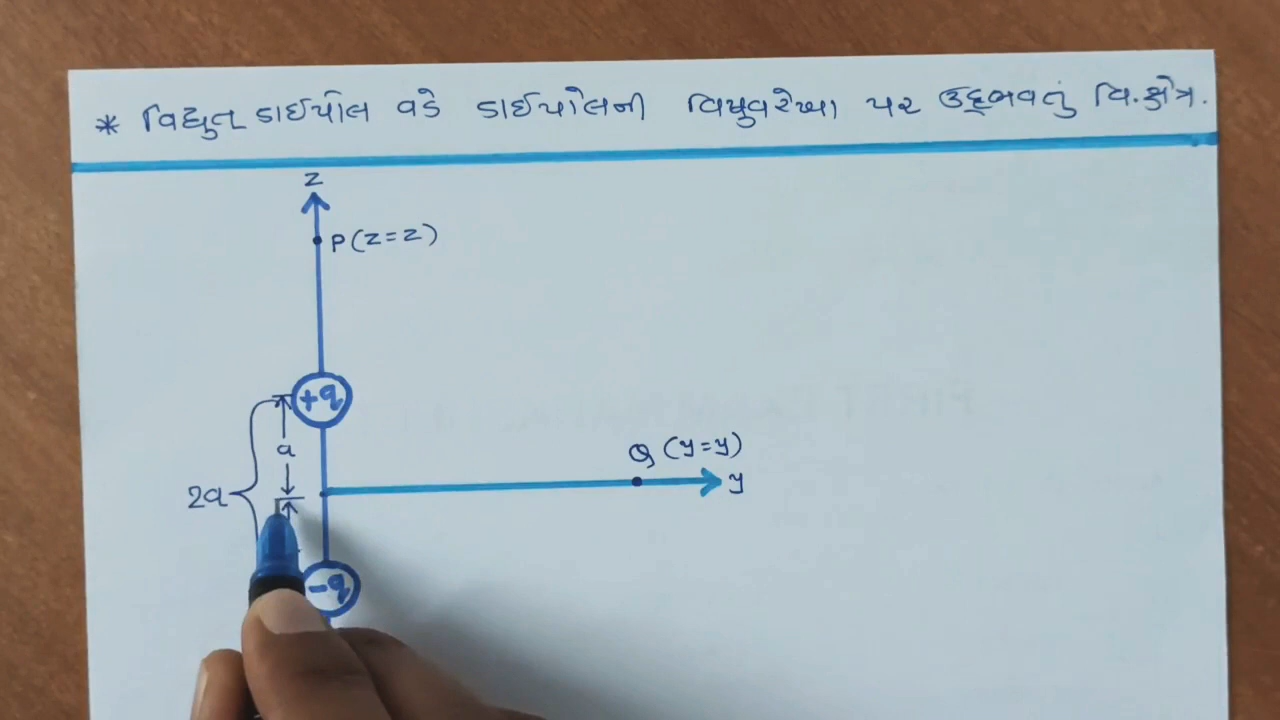 * વિદ્યુત ડાઈપોલ વડે ડાઈપોલની વિષુવરેખા પર ઉદ્દભવતું વિ.ક્ષેત્ર.
z
P(z=z)
+q
a
Q (y=y)
2a
y
-q